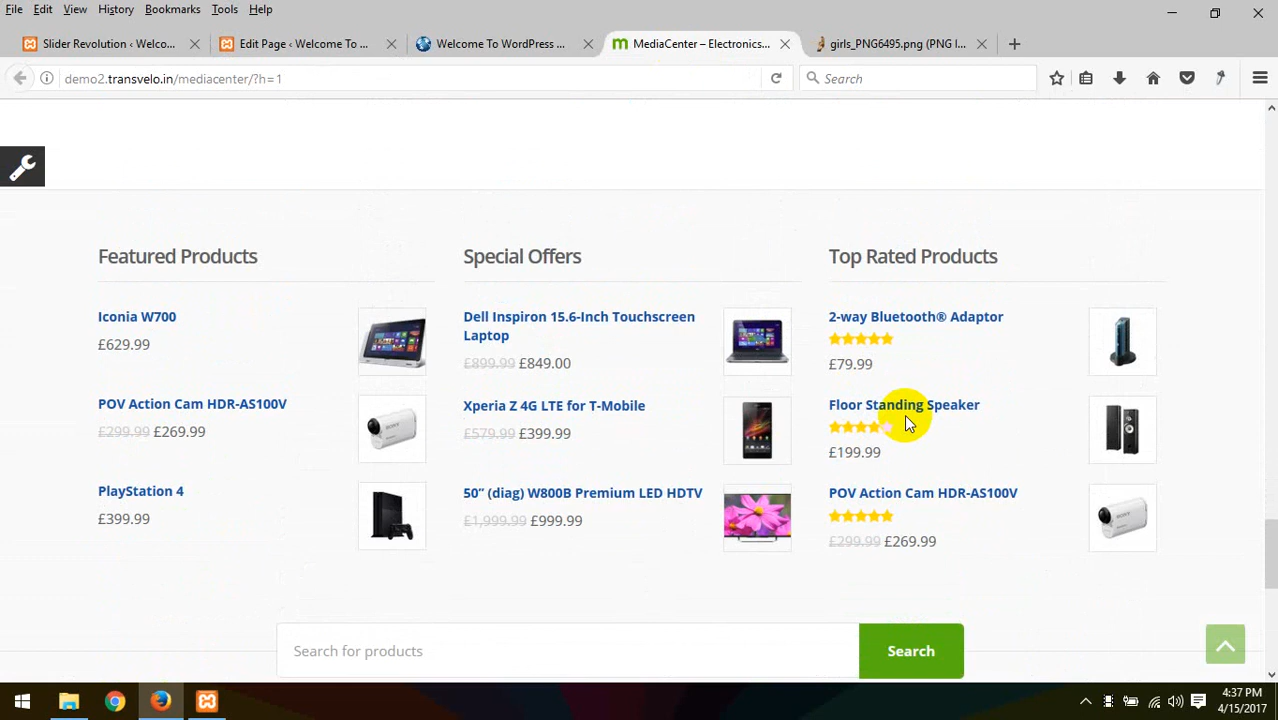 File Edit View History Bookmarks Tools Help
Slider Revolution ‹ Welco...
Edit Page ‹ Welcome To ...
Welcome To WordPress ...
MediaCenter – Electronics...
girls_PNG6495.png (PNG I...
demo2.transvelo.in/mediacenter/?h=1
Search
Featured Products
Iconia W700
£629.99
POV Action Cam HDR-AS100V
£299.99 £269.99
PlayStation 4
£399.99
Special Offers
Dell Inspiron 15.6-Inch Touchscreen
Laptop
£899.99 £849.00
Xperia Z 4G LTE for T-Mobile
£579.99 £399.99
50” (diag) W800B Premium LED HDTV
£1,999.99 £999.99
Top Rated Products
2-way Bluetooth® Adaptor
£79.99
Floor Standing Speaker
£199.99
POV Action Cam HDR-AS100V
£299.99 £269.99
Search for products
Search
4:37 PM
4/15/2017